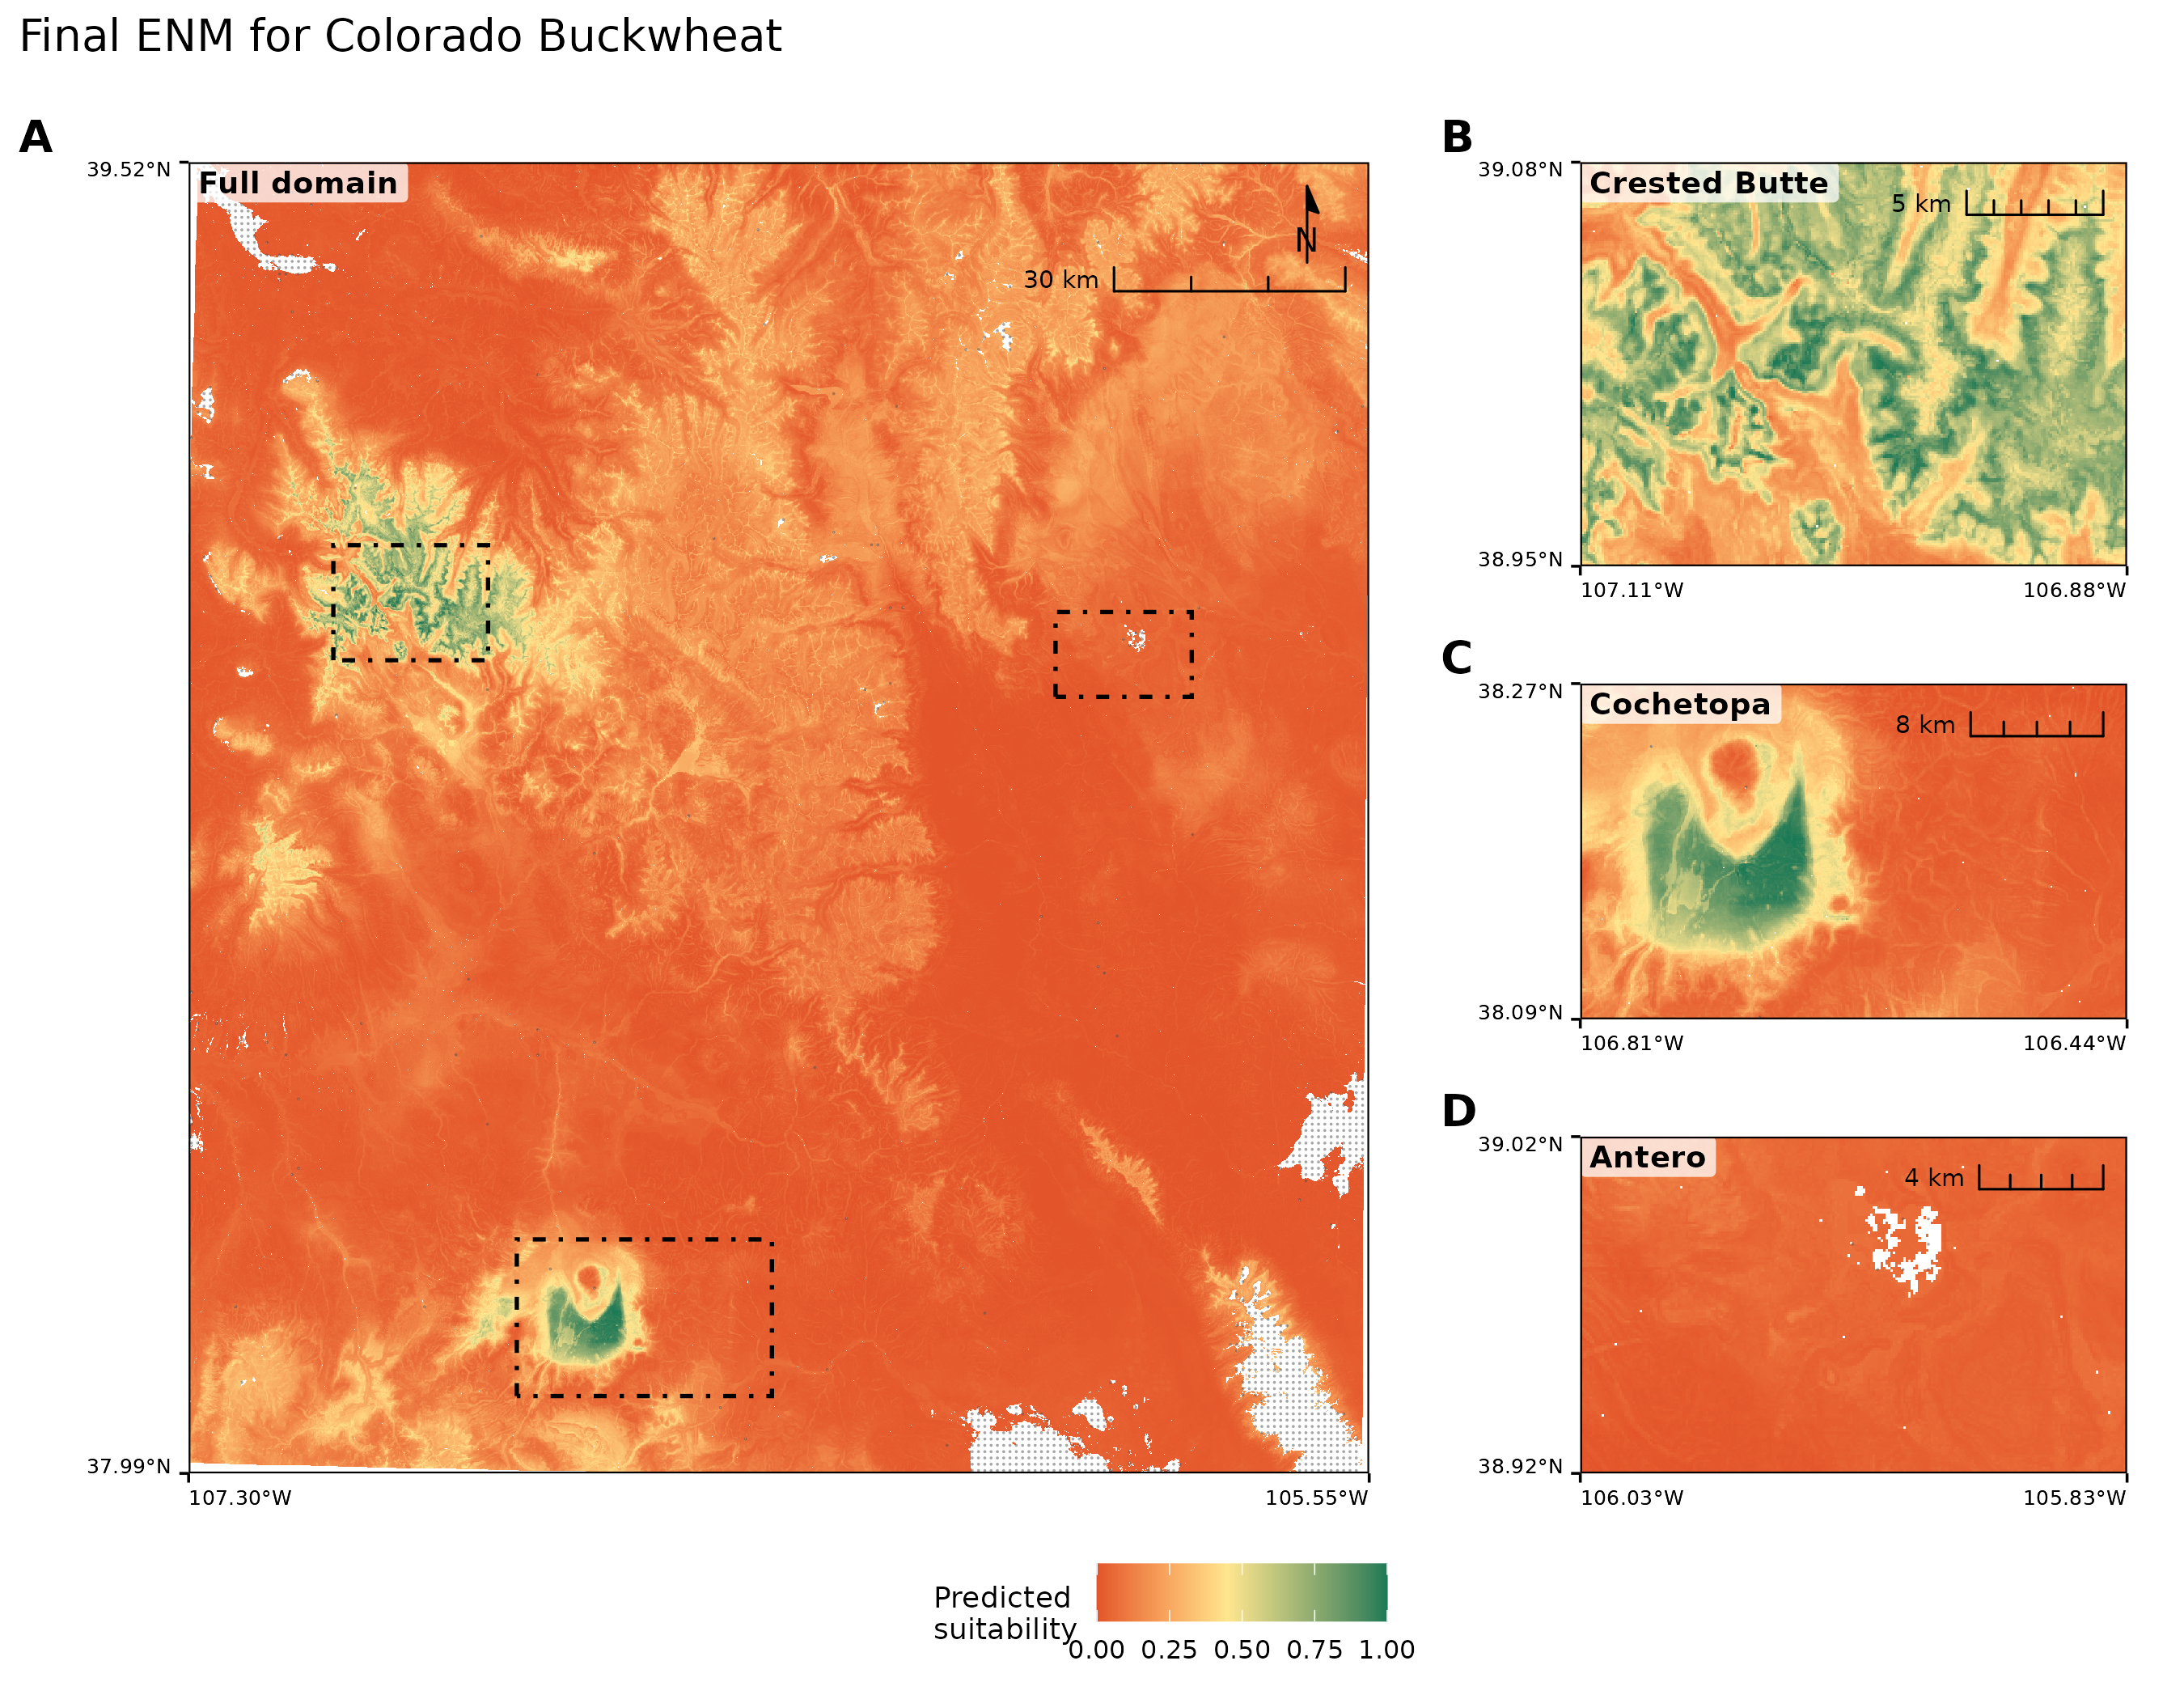 Final ENM for Colorado Buckwheat
A
39.52°N
Full domain
N
30 km
37.99°N
107.30°W
105.55°W
B
39.08°N
Crested Butte
5 km
38.95°N
107.11°W
106.88°W
C
38.27°N
Cochetopa
8 km
38.09°N
106.81°W
106.44°W
D
39.02°N
Antero
4 km
38.92°N
106.03°W
105.83°W
Predicted
suitability
0.00 0.25 0.50 0.75 1.00